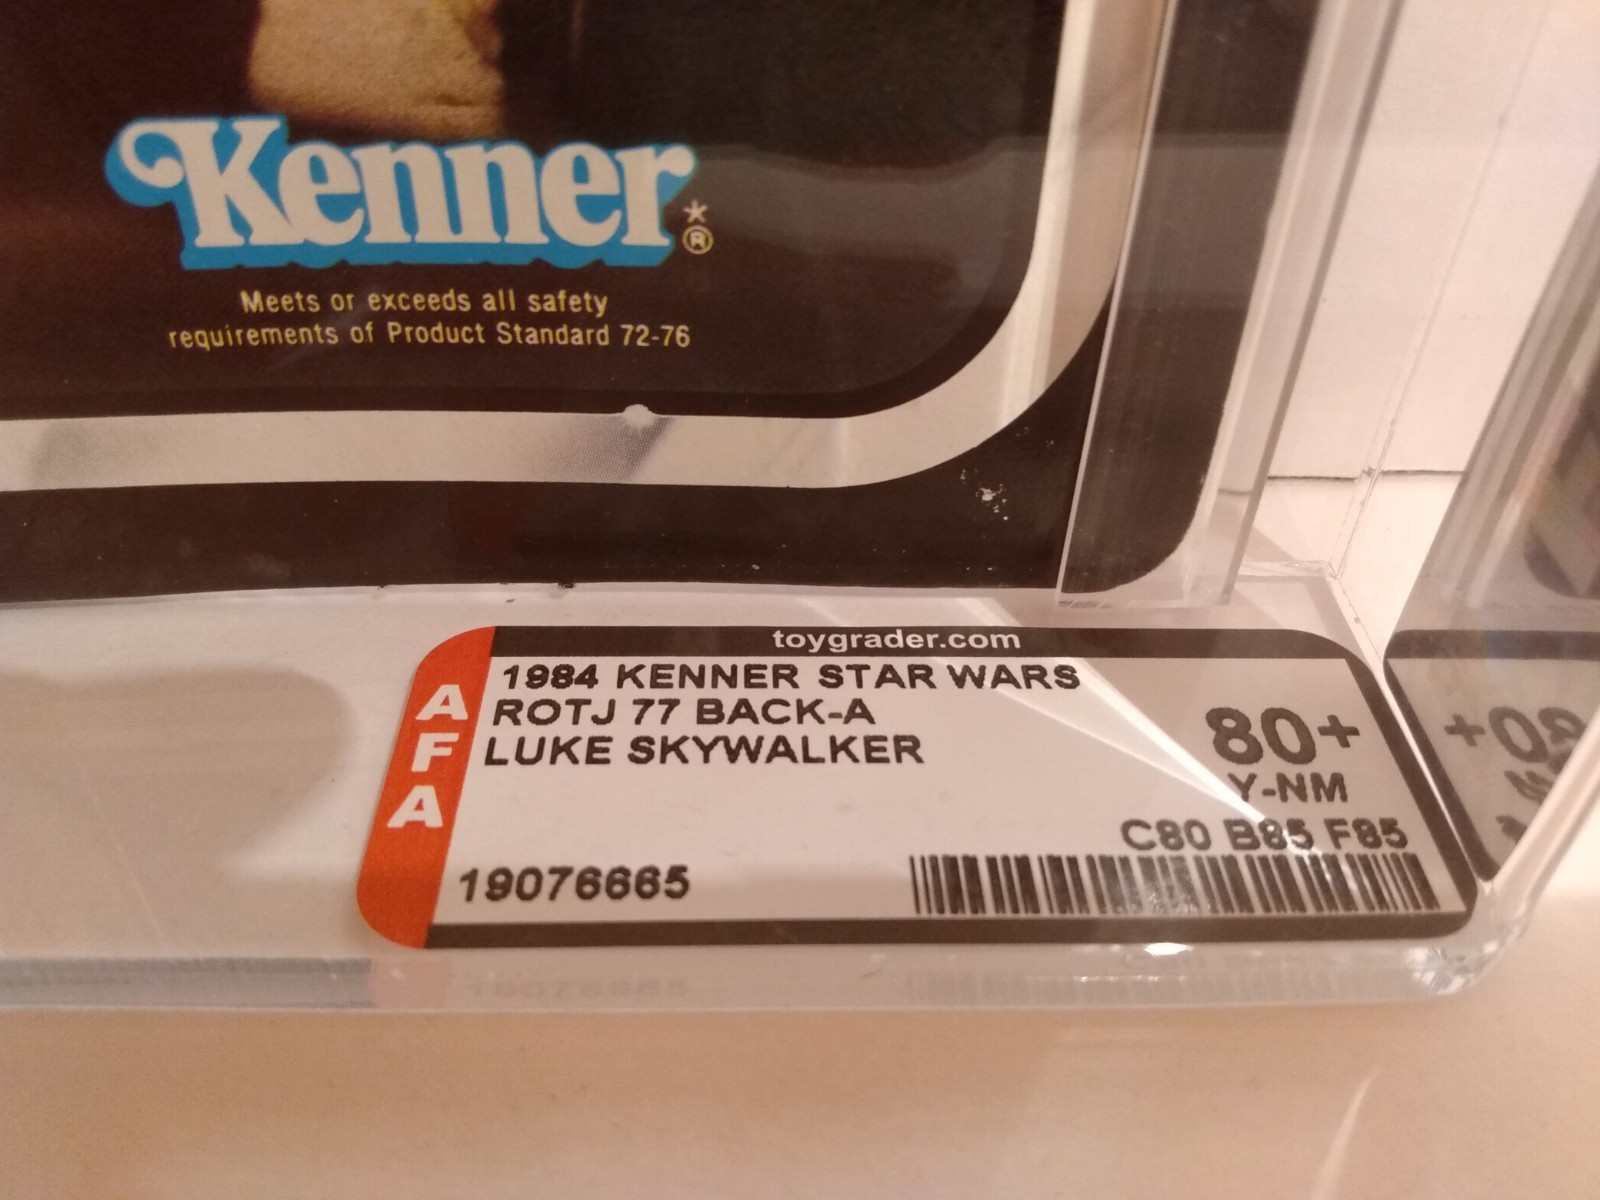 Kenner*®
Meets or exceeds all safety
requirements of Product Standard 72-76
toygrader.com
AFA
1984 KENNER STAR WARS
ROTJ 77 BACK-A
LUKE SKYWALKER
80+
Y-NM
C80 B85 F85
19076665